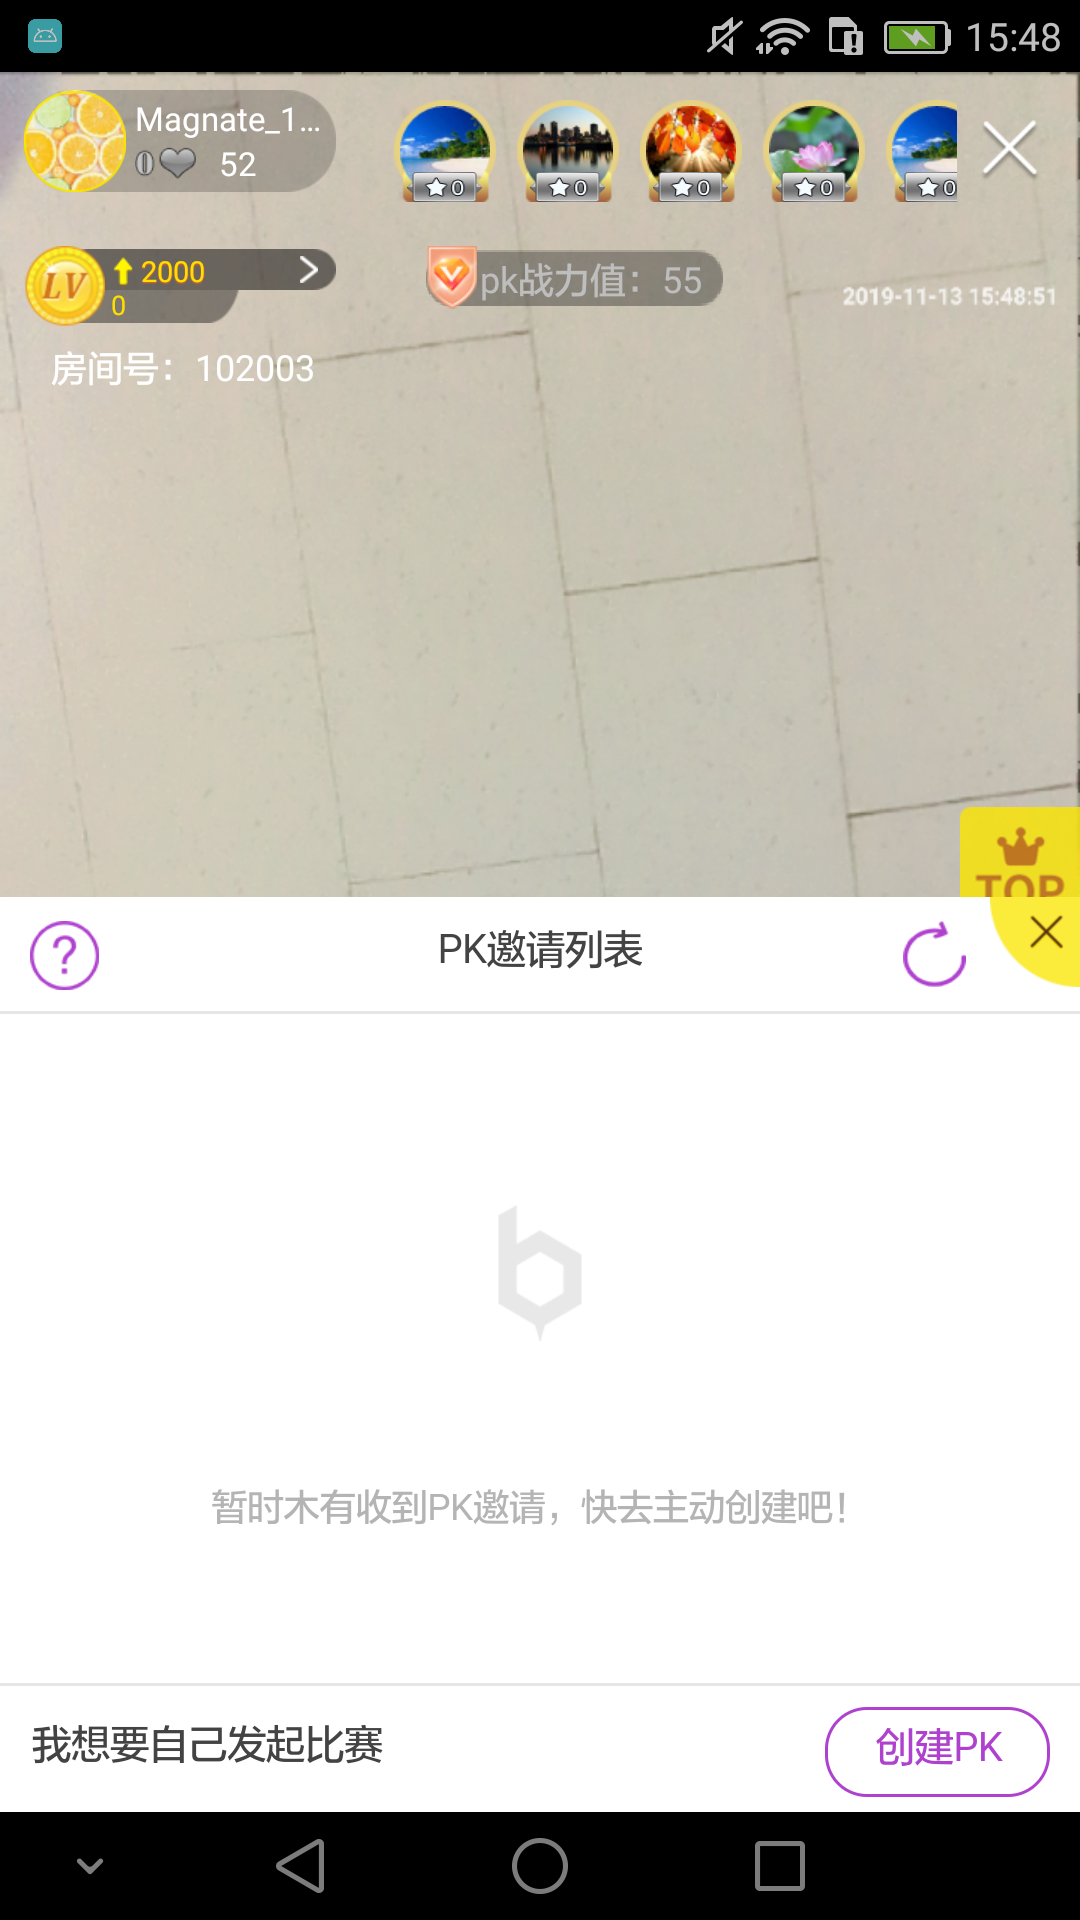 15:48
Magnate_1...
0 52
0
0
0
0
0
LV
2000
0
pk战力值：55
2019-11-13 15:48:51
房间号：102003
TOP
PK邀请列表
暂时木有收到PK邀请，快去主动创建吧！
我想要自己发起比赛
创建PK